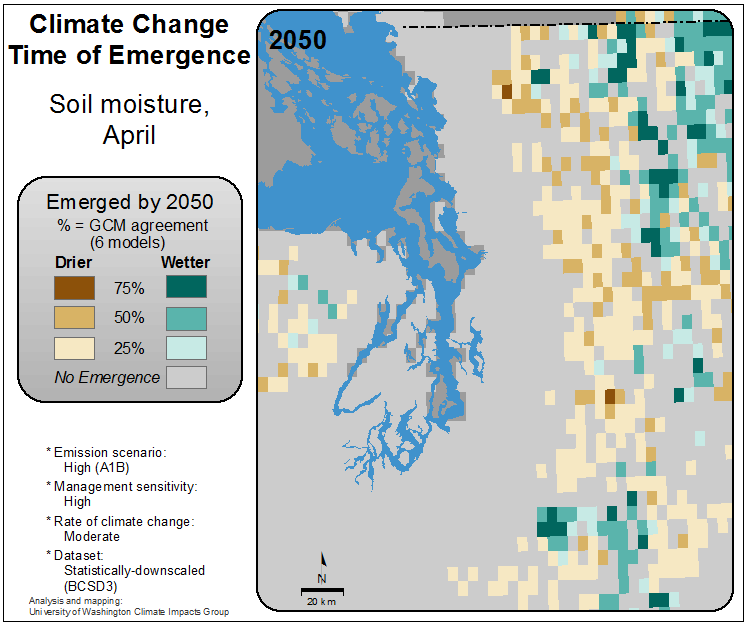 Climate Change
Time of Emergence
Soil moisture,
April
Emerged by 2050
% = GCM agreement
(6 models)
Drier Wetter
75%
50%
25%
No Emergence
* Emission scenario:
High (A1B)
* Management sensitivity:
High
* Rate of climate change:
Moderate
* Dataset:
Statistically-downscaled
(BCSD3)
Analysis and mapping:
University of Washington Climate Impacts Group
2050
N
20 km